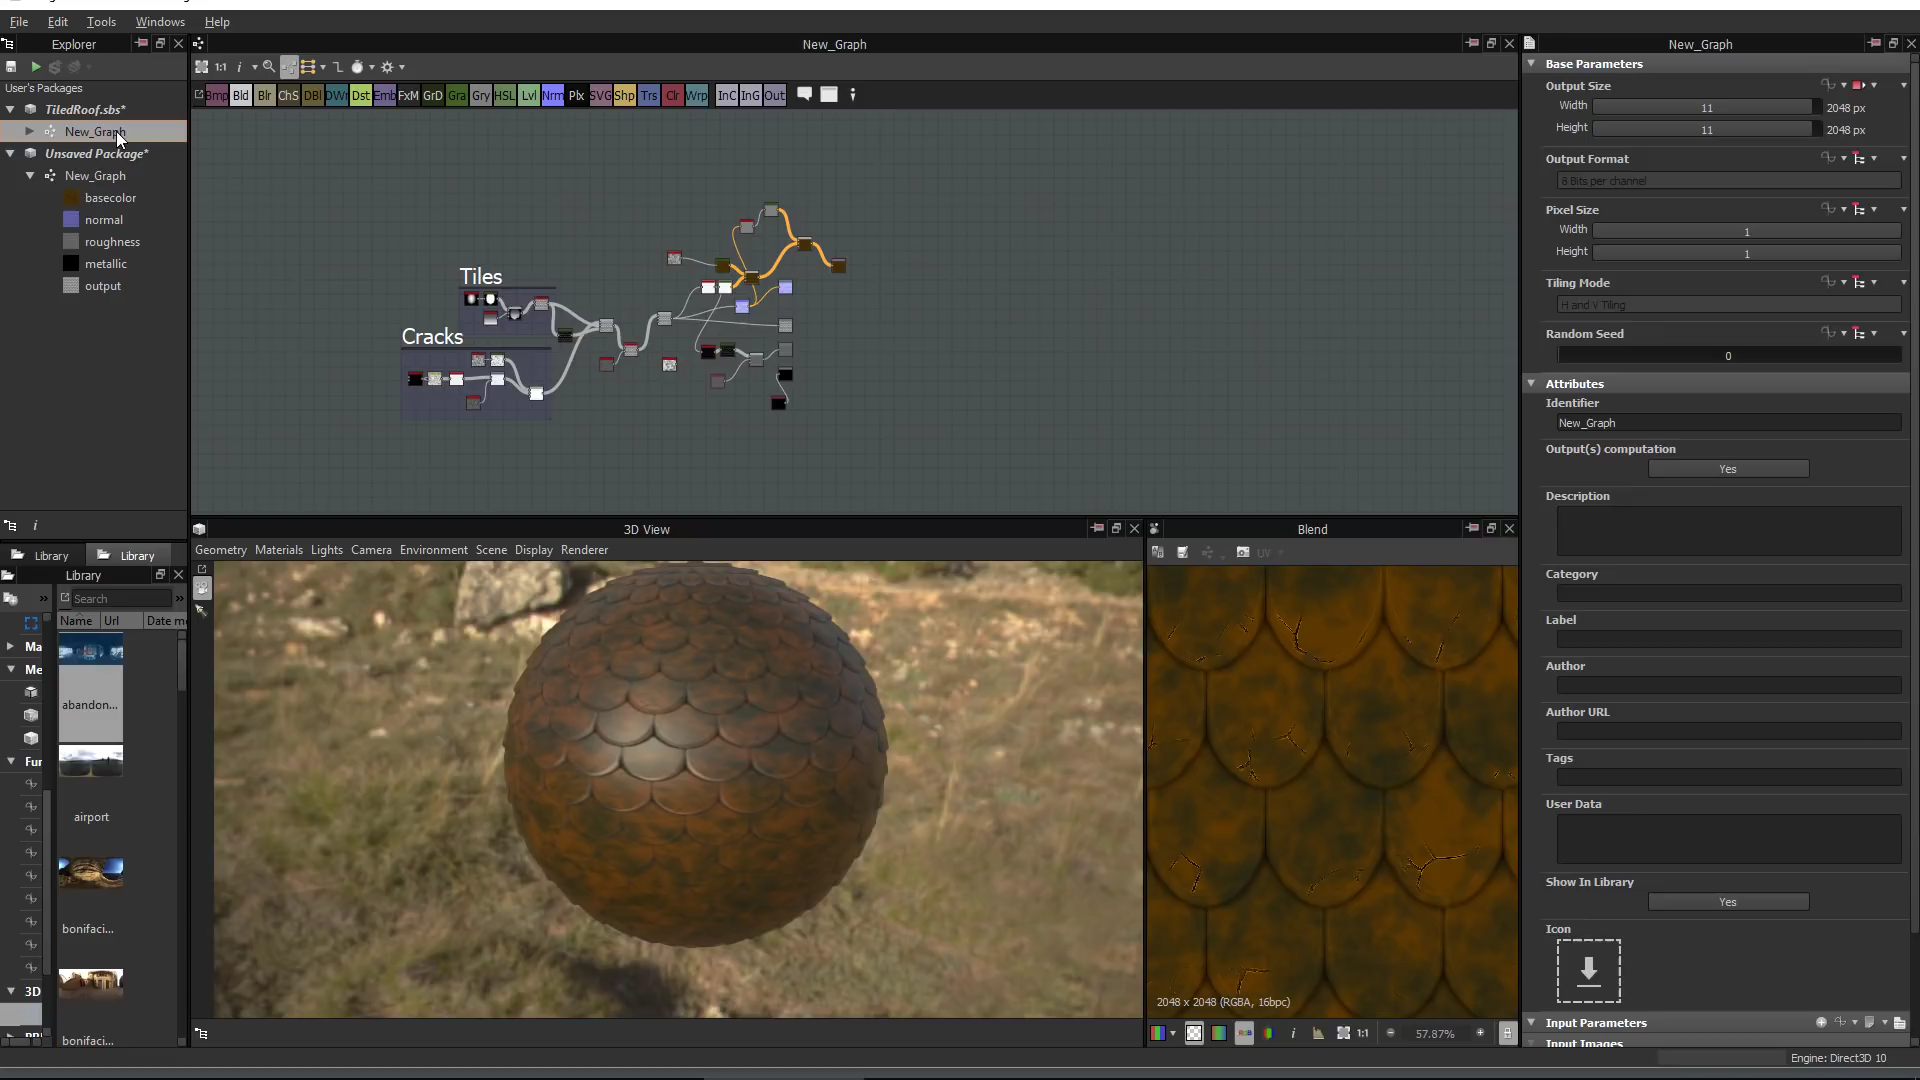 File Edit Tools Windows Help
Explorer
New_Graph
New_Graph
1:1
Bmp Bld Blr ChS DBl DWr Dst Emb FxM GrD Gra Gry HSL Lvl Nrm Plx SVG Shp Trs Clr Wrp InC InG Out
User's Packages
TiledRoof.sbs*
New_Graph
Unsaved Package*
New_Graph
basecolor
normal
roughness
metallic
output
Tiles
Cracks
Library Library
Library
Search
Name Url Date m
Ma
Me
Fu
3D
abandon...
airport
bonifaci...
bonifaci...
3D View
Geometry Materials Lights Camera Environment Scene Display Renderer
Blend
UV
2048 x 2048 (RGBA, 16bpc)
1:1
57.87%
Base Parameters
Output Size
Width 11 2048 px
Height 11 2048 px
Output Format
8 Bits per channel
Pixel Size
Width 1
Height 1
Tiling Mode
H and V Tiling
Random Seed
0
Attributes
Identifier
New_Graph
Output(s) computation
Yes
Description
Category
Label
Author
Author URL
Tags
User Data
Show In Library
Yes
Icon
Input Parameters
Input Images
Engine: Direct3D 10